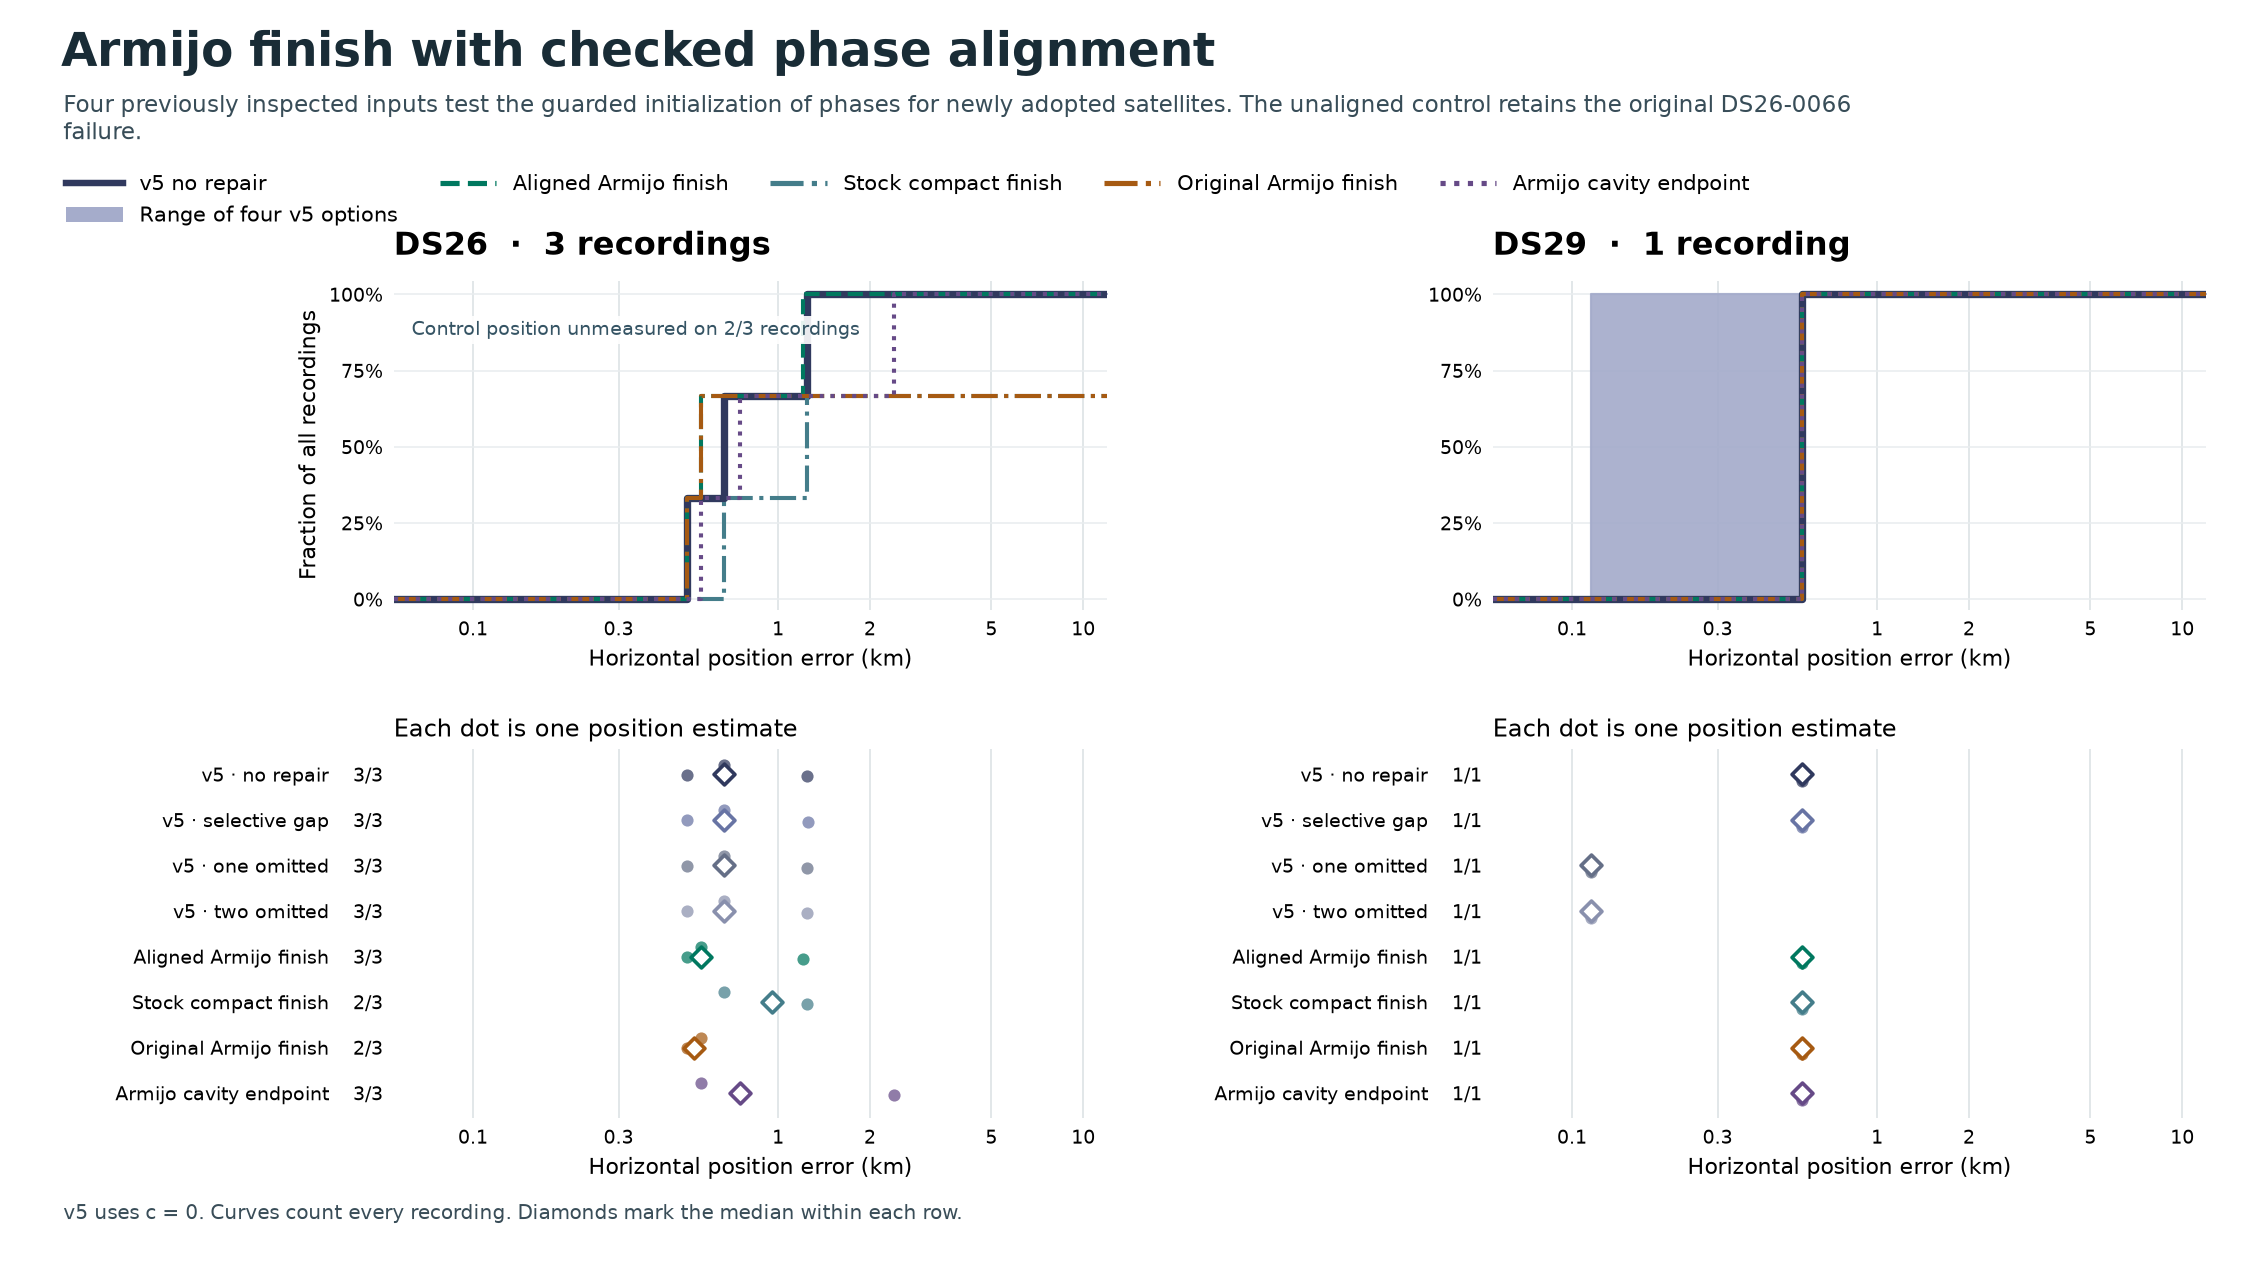 Armijo finish with checked phase alignment
Four previously inspected inputs test the guarded initialization of phases for newly adopted satellites. The unaligned control retains the original DS26-0066
failure.
v5 no repair
Aligned Armijo finish
Stock compact finish
Original Armijo finish
Armijo cavity endpoint
Range of four v5 options
DS26 · 3 recordings
100%
75%
50%
25%
0%
Fraction of all recordings
Control position unmeasured on 2/3 recordings
0.1 0.3 1 2 5 10
Horizontal position error (km)
DS29 · 1 recording
100%
75%
50%
25%
0%
0.1 0.3 1 2 5 10
Horizontal position error (km)
Each dot is one position estimate
v5 · no repair 3/3
v5 · selective gap 3/3
v5 · one omitted 3/3
v5 · two omitted 3/3
Aligned Armijo finish 3/3
Stock compact finish 2/3
Original Armijo finish 2/3
Armijo cavity endpoint 3/3
0.1 0.3 1 2 5 10
Horizontal position error (km)
Each dot is one position estimate
v5 · no repair 1/1
v5 · selective gap 1/1
v5 · one omitted 1/1
v5 · two omitted 1/1
Aligned Armijo finish 1/1
Stock compact finish 1/1
Original Armijo finish 1/1
Armijo cavity endpoint 1/1
0.1 0.3 1 2 5 10
Horizontal position error (km)
v5 uses c = 0. Curves count every recording. Diamonds mark the median within each row.